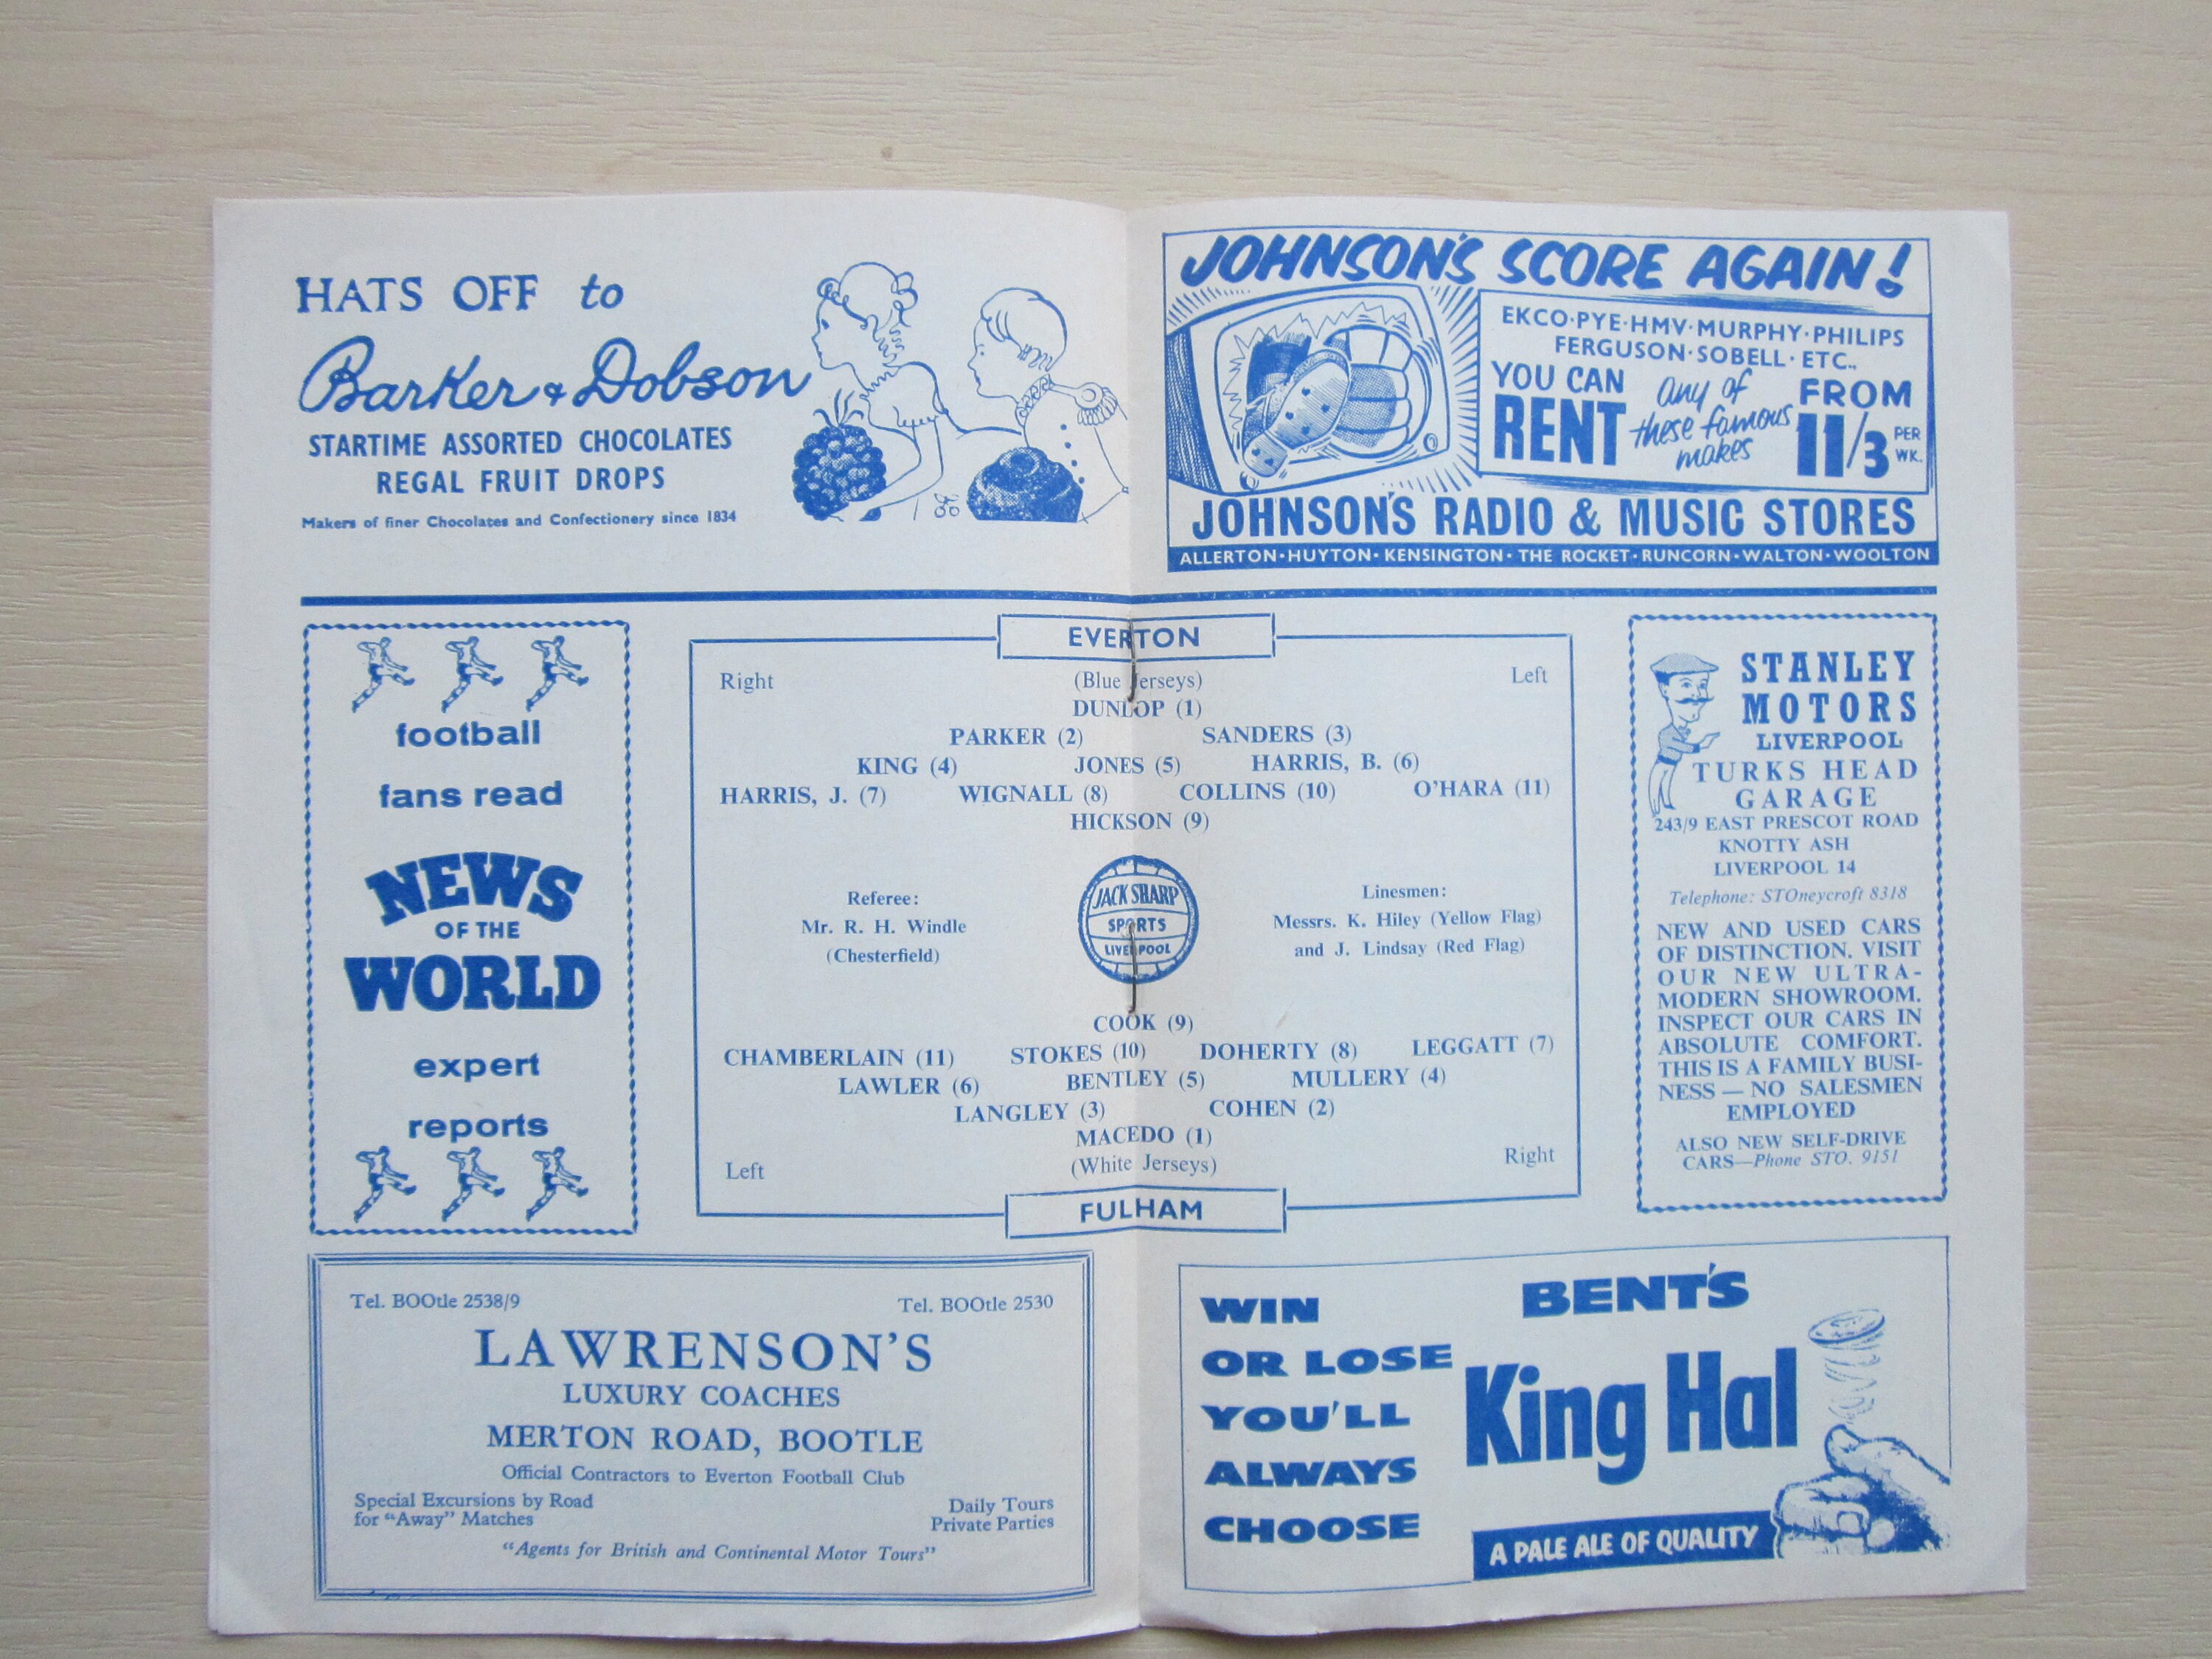 HATS OFF to
Barker & Dobson
STARTIME ASSORTED CHOCOLATES
REGAL FRUIT DROPS
Makers of finer Chocolates and Confectionery since 1834
JOHNSON'S SCORE AGAIN!
EKCO·PYE·HMV·MURPHY·PHILIPS
FERGUSON·SOBELL·ETC.,
YOU CAN
RENT
any of
these famous
makes
FROM
11/3 PER
WK.
JOHNSON'S RADIO & MUSIC STORES
ALLERTON·HUYTON·KENSINGTON·THE ROCKET·RUNCORN·WALTON·WOOLTON
football
fans read
NEWS
OF THE
WORLD
expert
reports
EVERTON
Right (Blue Jerseys) Left
DUNLOP (1)
PARKER (2) SANDERS (3)
KING (4) JONES (5) HARRIS, B. (6)
HARRIS, J. (7) WIGNALL (8) COLLINS (10) O'HARA (11)
HICKSON (9)
Referee:
Mr. R. H. Windle
(Chesterfield)
JACK SHARP
SPORTS
LIVERPOOL
Linesmen:
Messrs. K. Hiley (Yellow Flag)
and J. Lindsay (Red Flag)
COOK (9)
CHAMBERLAIN (11) STOKES (10) DOHERTY (8) LEGGATT (7)
LAWLER (6) BENTLEY (5) MULLERY (4)
LANGLEY (3) COHEN (2)
MACEDO (1)
Left (White Jerseys) Right
FULHAM
STANLEY
MOTORS
LIVERPOOL
TURKS HEAD
GARAGE
243/9 EAST PRESCOT ROAD
KNOTTY ASH
LIVERPOOL 14
Telephone: STOneycroft 8318
NEW AND USED CARS
OF DISTINCTION. VISIT
OUR NEW ULTRA-
MODERN SHOWROOM.
INSPECT OUR CARS IN
ABSOLUTE COMFORT.
THIS IS A FAMILY BUSI-
NESS — NO SALESMEN
EMPLOYED
ALSO NEW SELF-DRIVE
CARS—Phone STO. 9151
Tel. BOOtle 2538/9 Tel. BOOtle 2530
LAWRENSON'S
LUXURY COACHES
MERTON ROAD, BOOTLE
Official Contractors to Everton Football Club
Special Excursions by Road
for "Away" Matches
Daily Tours
Private Parties
"Agents for British and Continental Motor Tours"
WIN
OR LOSE
YOU'LL
ALWAYS
CHOOSE
BENT'S
King Hal
A PALE ALE OF QUALITY